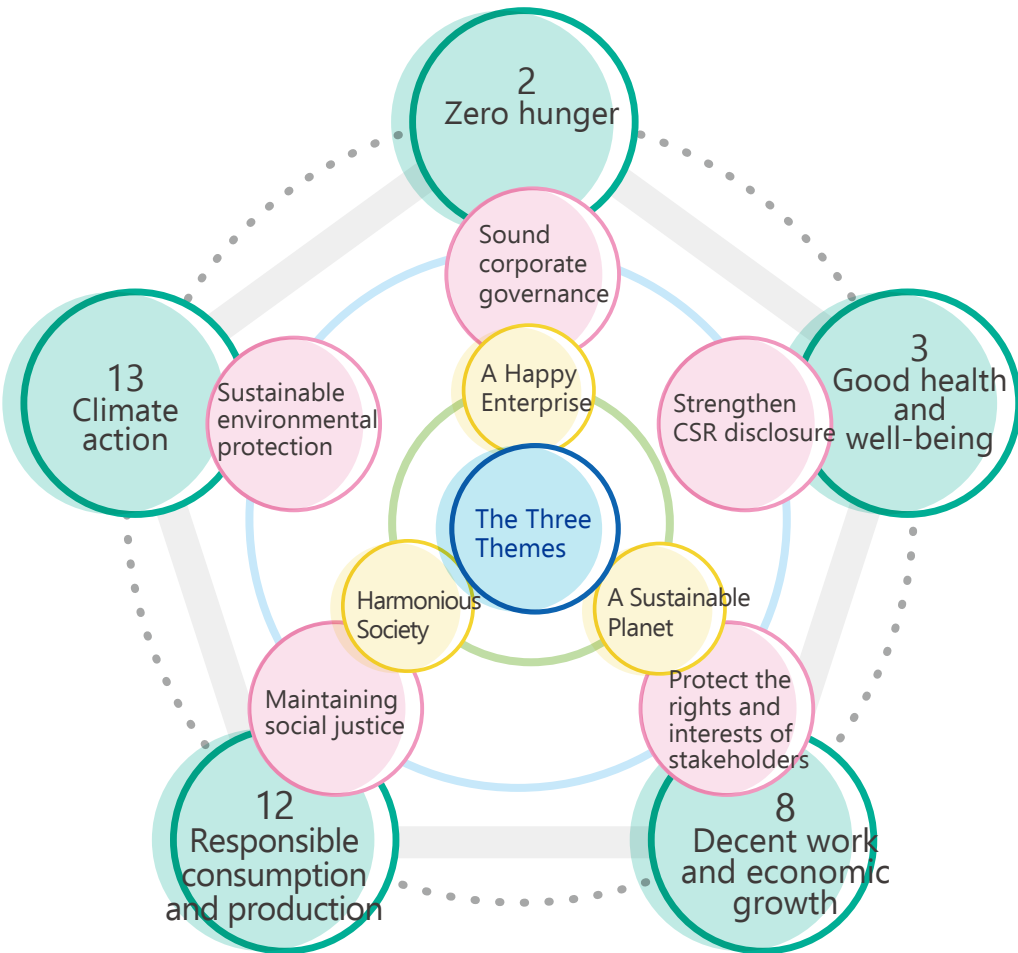 2
Zero hunger
Sound
corporate
governance
A Happy
Enterprise
13
Climate
action
Sustainable
environmental
protection
Strengthen
CSR disclosure
3
Good health
and
well-being
The Three
Themes
Harmonious
Society
A Sustainable
Planet
Maintaining
social justice
Protect the
rights and
interests of
stakeholders
12
Responsible
consumption
and production
8
Decent work
and economic
growth